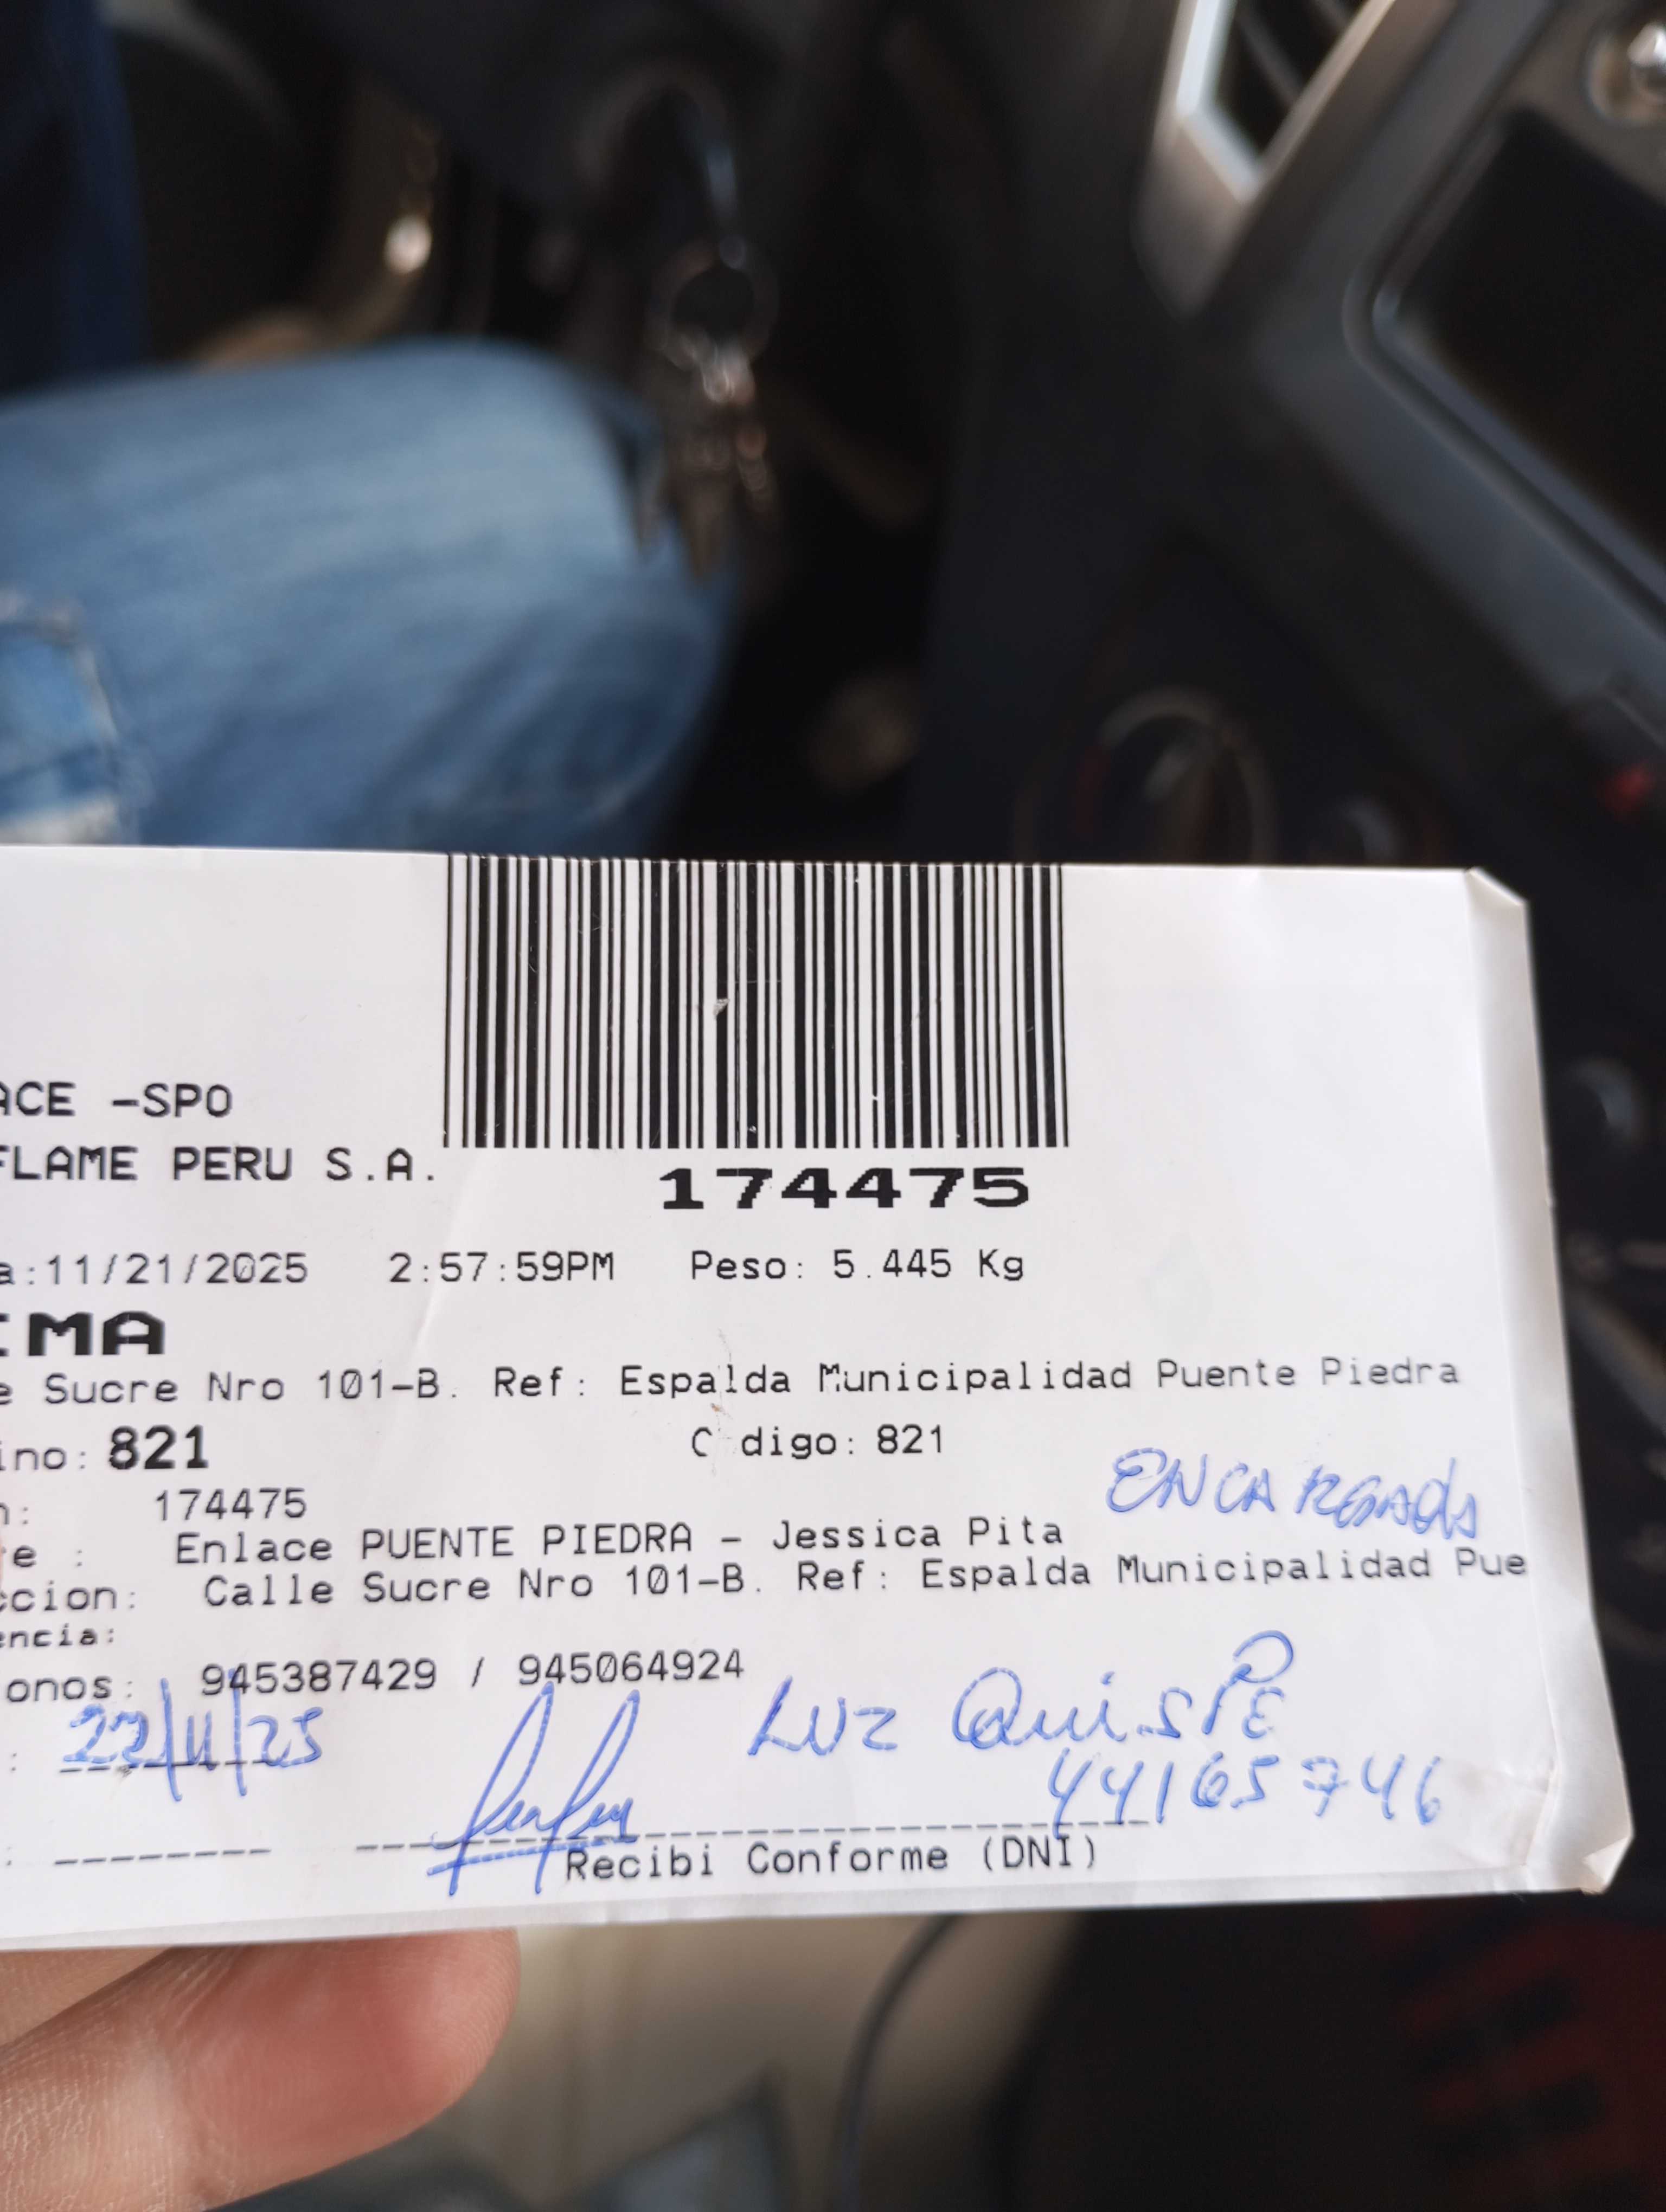 ACE -SPO
FLAME PERU S.A.
174475
a:11/21/2025 2:57:59PM Peso: 5.445 Kg
IMA
e Sucre Nro 101-B. Ref: Espalda Municipalidad Puente Piedra
ino: 821 C digo: 821
ENCARGADA
n: 174475
e : Enlace PUENTE PIEDRA - Jessica Pita
ccion: Calle Sucre Nro 101-B. Ref: Espalda Municipalidad Pue
encia:
onos: 945387429 / 945064924
: 22/11/25 LUZ QuisPE
44165746
Recibi Conforme (DNI)